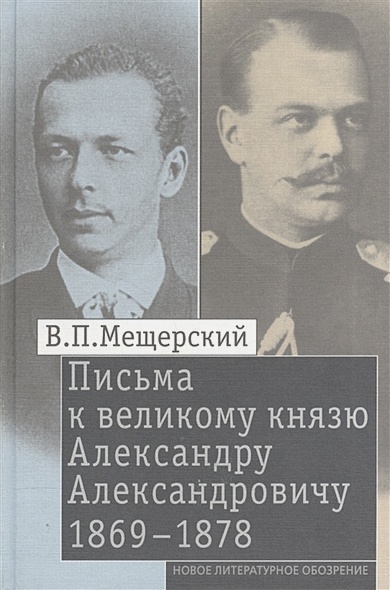 В.П.Мещерский
Письма
к великому князю
Александру
Александровичу
1869–1878
НОВОЕ ЛИТЕРАТУРНОЕ ОБОЗРЕНИЕ